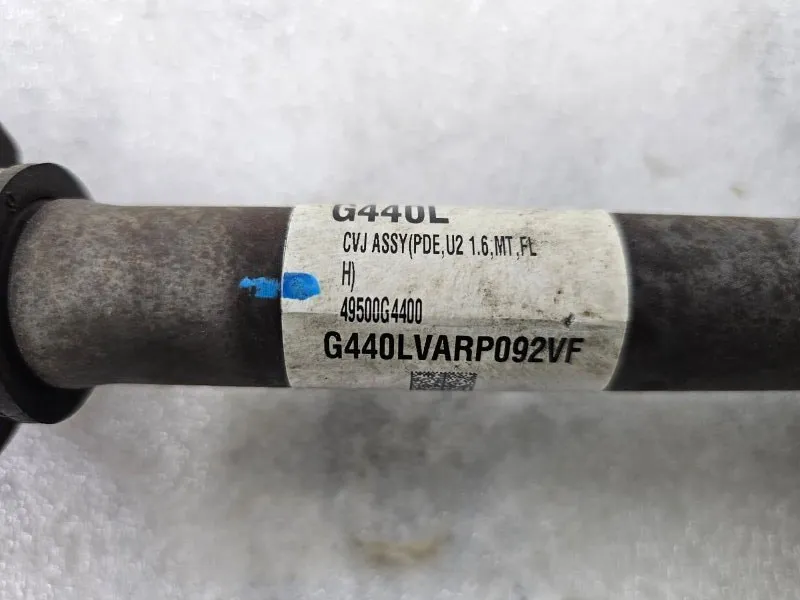 G440L
CVJ ASSY(PDE,U2 1.6,MT,FL
H)
49500G4400
G440LVARP092VF